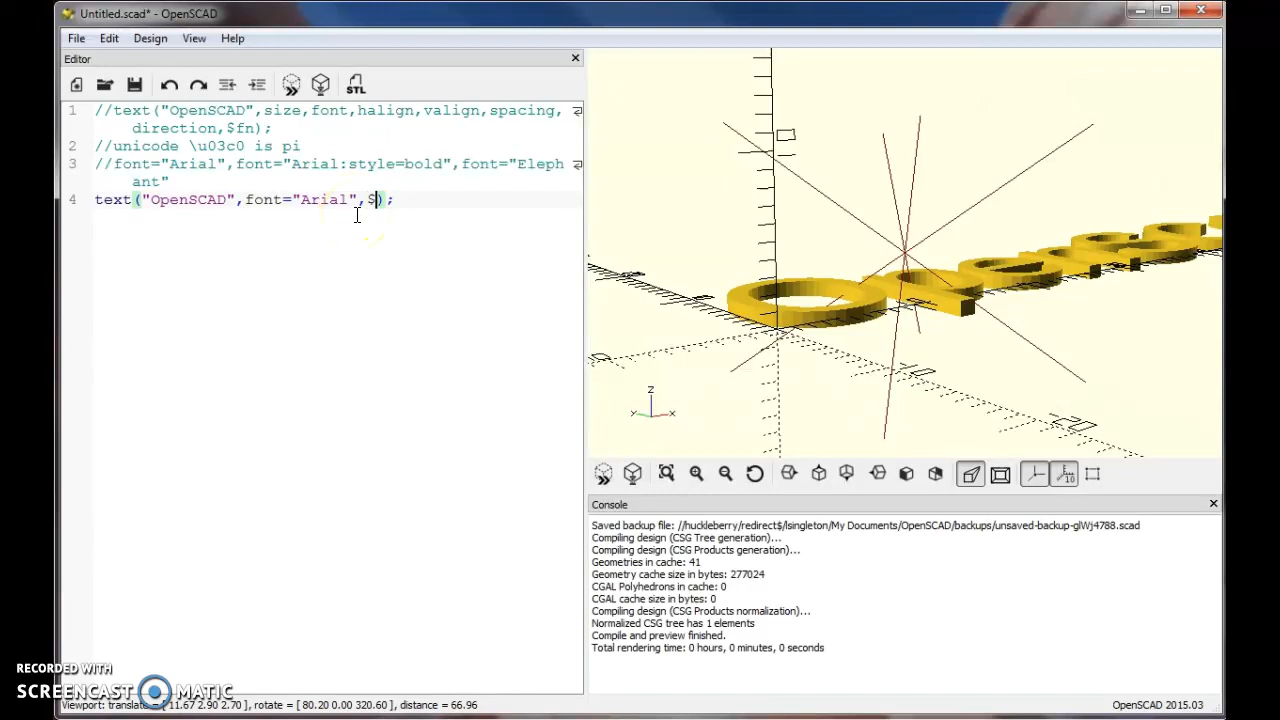 Untitled.scad* - OpenSCAD
File Edit Design View Help
Editor
STL
1 //text("OpenSCAD",size,font,halign,valign,spacing,
direction,$fn);
2 //unicode \u03c0 is pi
3 //font="Arial",font="Arial:style=bold",font="Eleph
ant"
4 text("OpenSCAD",font="Arial",$);
Z
Y X
10
Console
Saved backup file: //huckleberry/redirect$/lsingleton/My Documents/OpenSCAD/backups/unsaved-backup-glWj4788.scad
Compiling design (CSG Tree generation)...
Compiling design (CSG Products generation)...
Geometries in cache: 41
Geometry cache size in bytes: 277024
CGAL Polyhedrons in cache: 0
CGAL cache size in bytes: 0
Compiling design (CSG Products normalization)...
Normalized CSG tree has 1 elements
Compile and preview finished.
Total rendering time: 0 hours, 0 minutes, 0 seconds
RECORDED WITH
SCREENCAST MATIC
Viewport: translate = [ 11.67 2.90 2.70 ], rotate = [ 80.20 0.00 320.60 ], distance = 66.96
OpenSCAD 2015.03